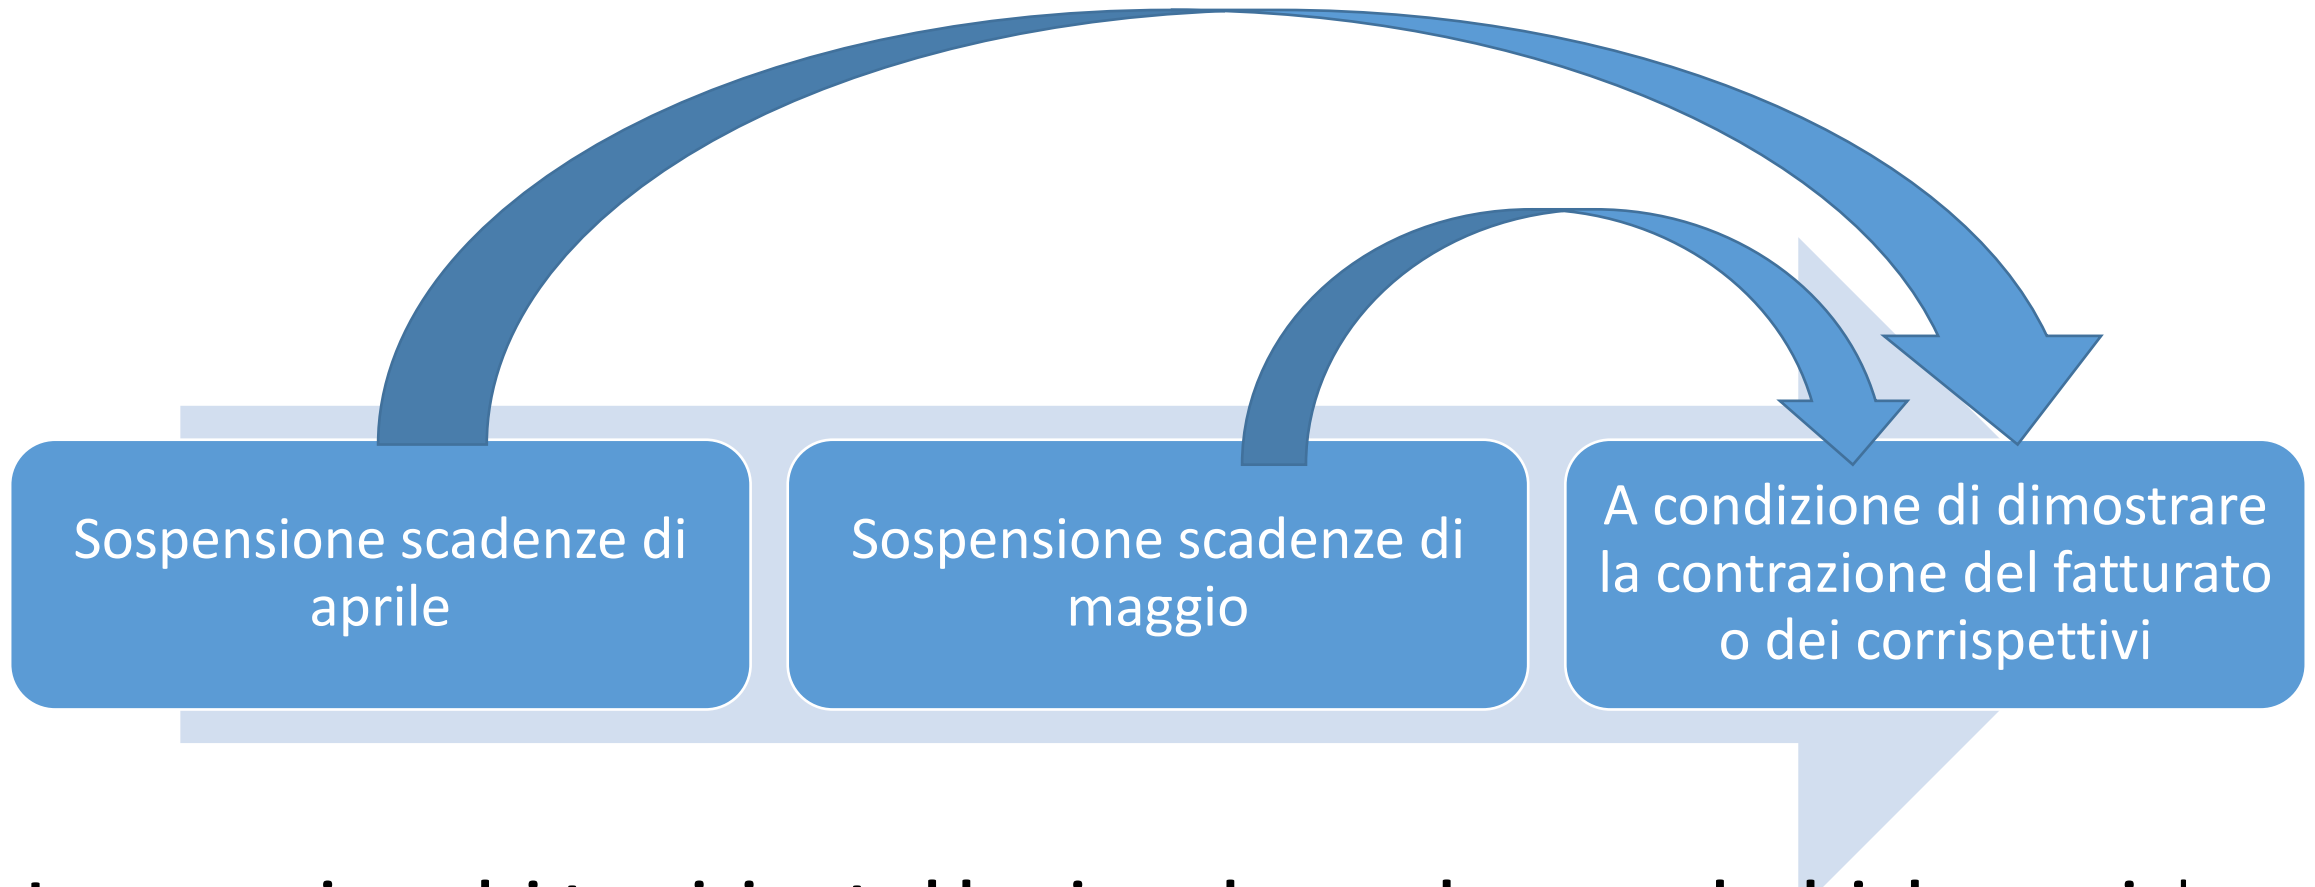 Sospensione scadenze di
aprile
Sospensione scadenze di
maggio
A condizione di dimostrare
la contrazione del fatturato
o dei corrispettivi